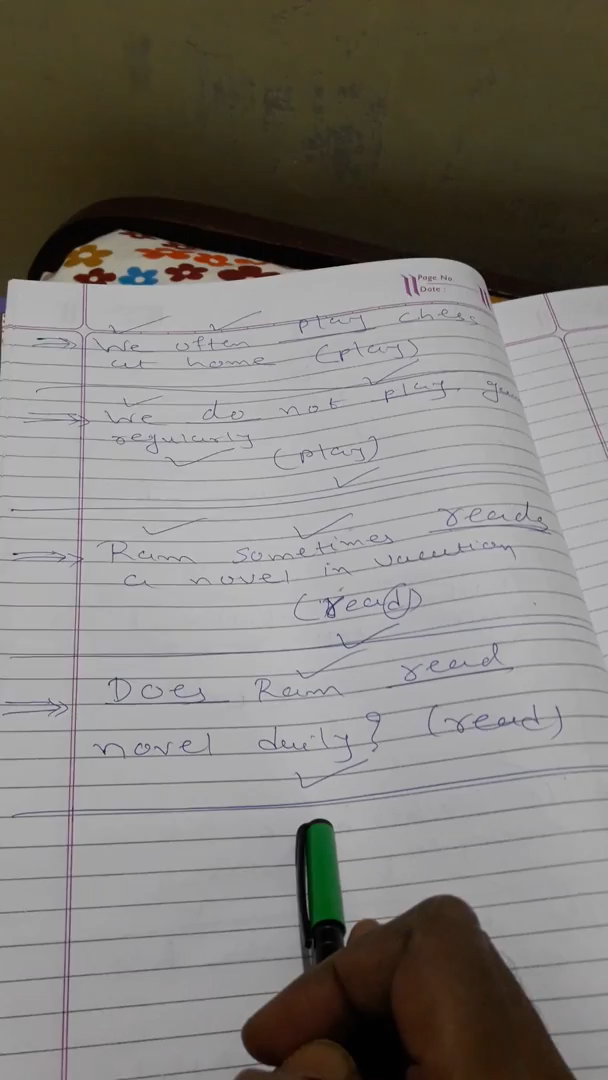 Page No
Date:
We often play chess
at home (play)
We do not play
regularly
(play)
Ram sometimes reads
a novel in vacation
(read)
Does Ram read
novel daily? (read)